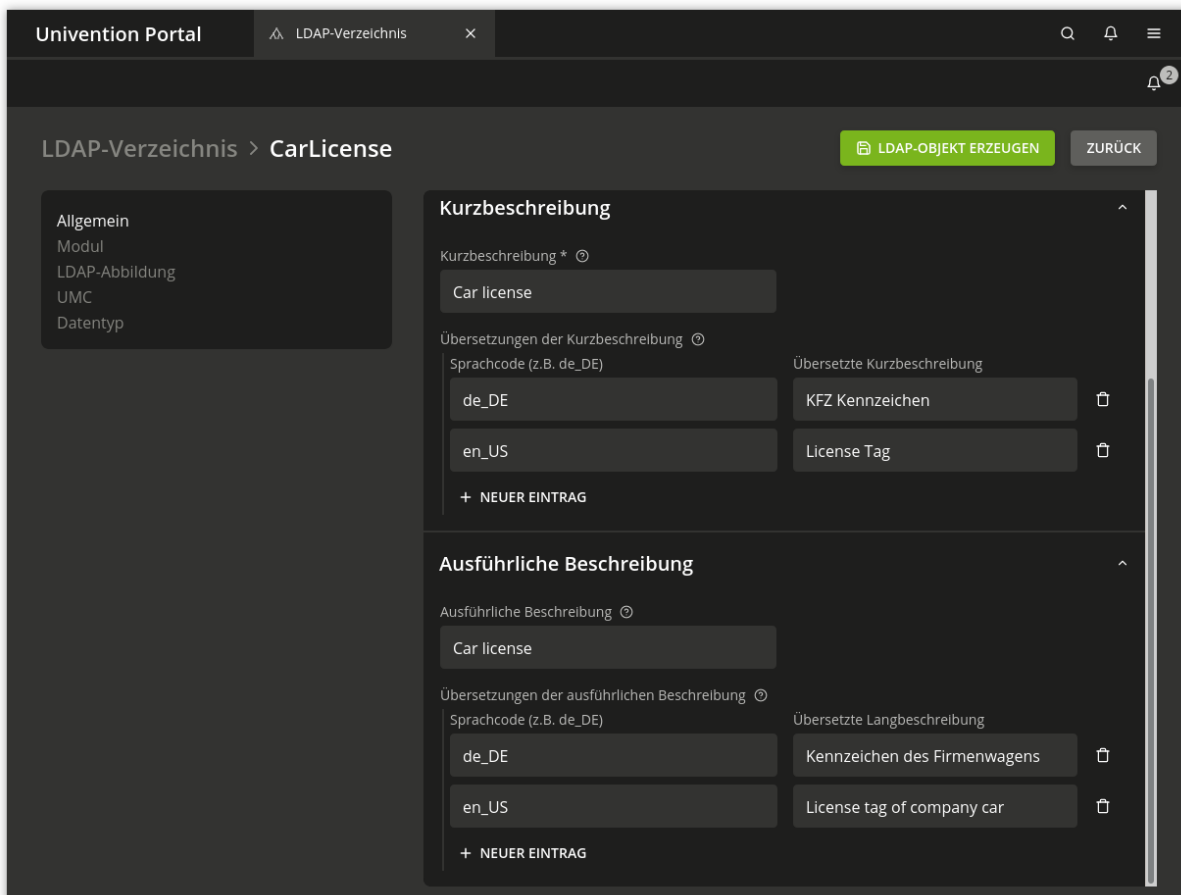 Univention Portal
LDAP-Verzeichnis
2
LDAP-Verzeichnis > CarLicense
LDAP-OBJEKT ERZEUGEN
ZURÜCK
Allgemein
Modul
LDAP-Abbildung
UMC
Datentyp
Kurzbeschreibung
Kurzbeschreibung *
Car license
Übersetzungen der Kurzbeschreibung
Sprachcode (z.B. de_DE) Übersetzte Kurzbeschreibung
de_DE KFZ Kennzeichen
en_US License Tag
+ NEUER EINTRAG
Ausführliche Beschreibung
Ausführliche Beschreibung
Car license
Übersetzungen der ausführlichen Beschreibung
Sprachcode (z.B. de_DE) Übersetzte Langbeschreibung
de_DE Kennzeichen des Firmenwagens
en_US License tag of company car
+ NEUER EINTRAG